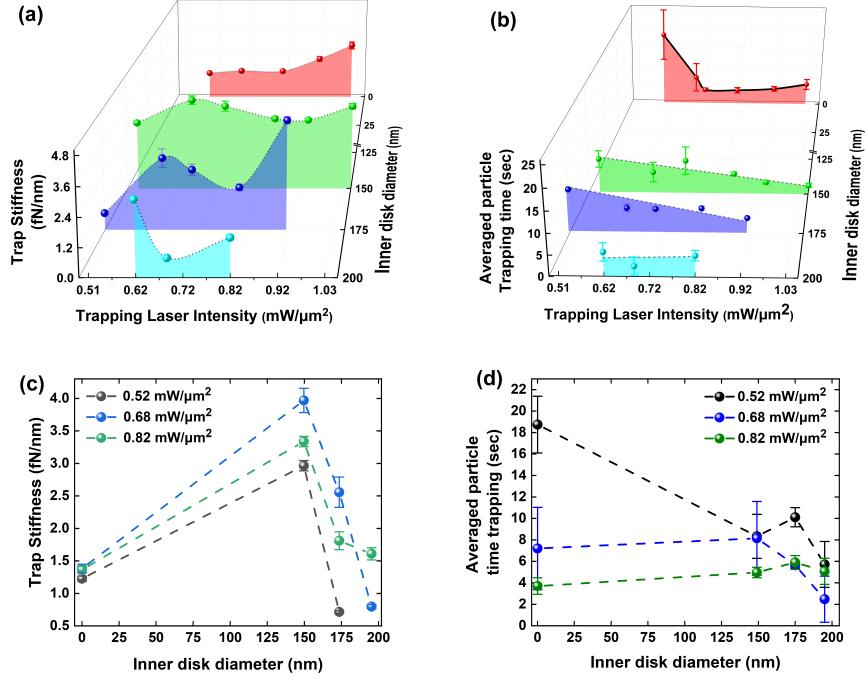 (a)
Trap Stiffness
(fN/nm)
4.8
3.6
2.4
1.2
0.0
0.51 0.62 0.72 0.82 0.92 1.03
Trapping Laser Intensity (mW/μm²)
0
25
125
150
175
200
Inner disk diameter (nm)
(b)
Averaged particle
Trapping time (sec)
25
20
15
10
5
0
0.51 0.62 0.72 0.82 0.92 1.02
Trapping Laser Intensity (mW/μm²)
0
125
150
175
200
Inner disk diameter (nm)
(c)
0.52 mW/μm²
0.68 mW/μm²
0.82 mW/μm²
Trap Stiffness (fN/nm)
4.0
3.5
3.0
2.5
2.0
1.5
1.0
0.5
0 25 50 75 100 125 150 175 200
Inner disk diameter (nm)
(d)
0.52 mW/μm²
0.68 mW/μm²
0.82 mW/μm²
Averaged particle
time trapping (sec)
22
20
18
16
14
12
10
8
6
4
2
0
0 25 50 75 100 125 150 175 200
Inner disk diameter (nm)